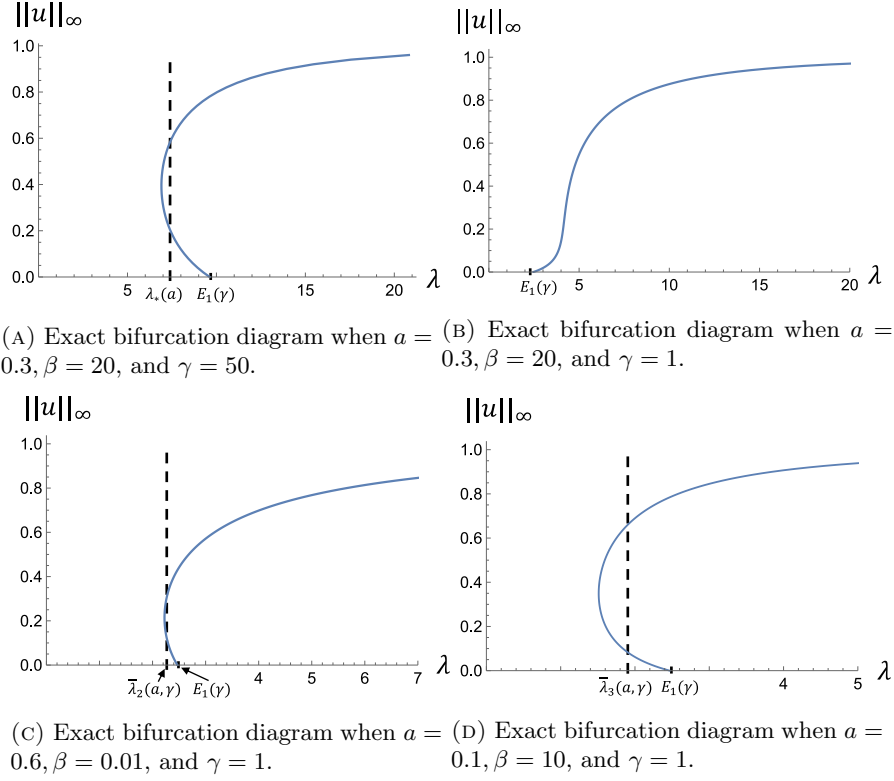 ||u||∞
1.0
0.8
0.6
0.4
0.2
0.0
5
λ*(a)
E₁(γ)
15
20
λ
||u||∞
1.0
0.8
0.6
0.4
0.2
0.0
E₁(γ)
5
10
15
20
λ
(A) Exact bifurcation diagram when a =
0.3, β = 20, and γ = 50.
(B) Exact bifurcation diagram when a =
0.3, β = 20, and γ = 1.
||u||∞
1.0
0.8
0.6
0.4
0.2
0.0
λ̅₂(a,γ)
E₁(γ)
4
5
6
7
λ
||u||∞
1.0
0.8
0.6
0.4
0.2
0.0
λ̅₃(a,γ)
E₁(γ)
4
5
λ
(C) Exact bifurcation diagram when a =
0.6, β = 0.01, and γ = 1.
(D) Exact bifurcation diagram when a =
0.1, β = 10, and γ = 1.